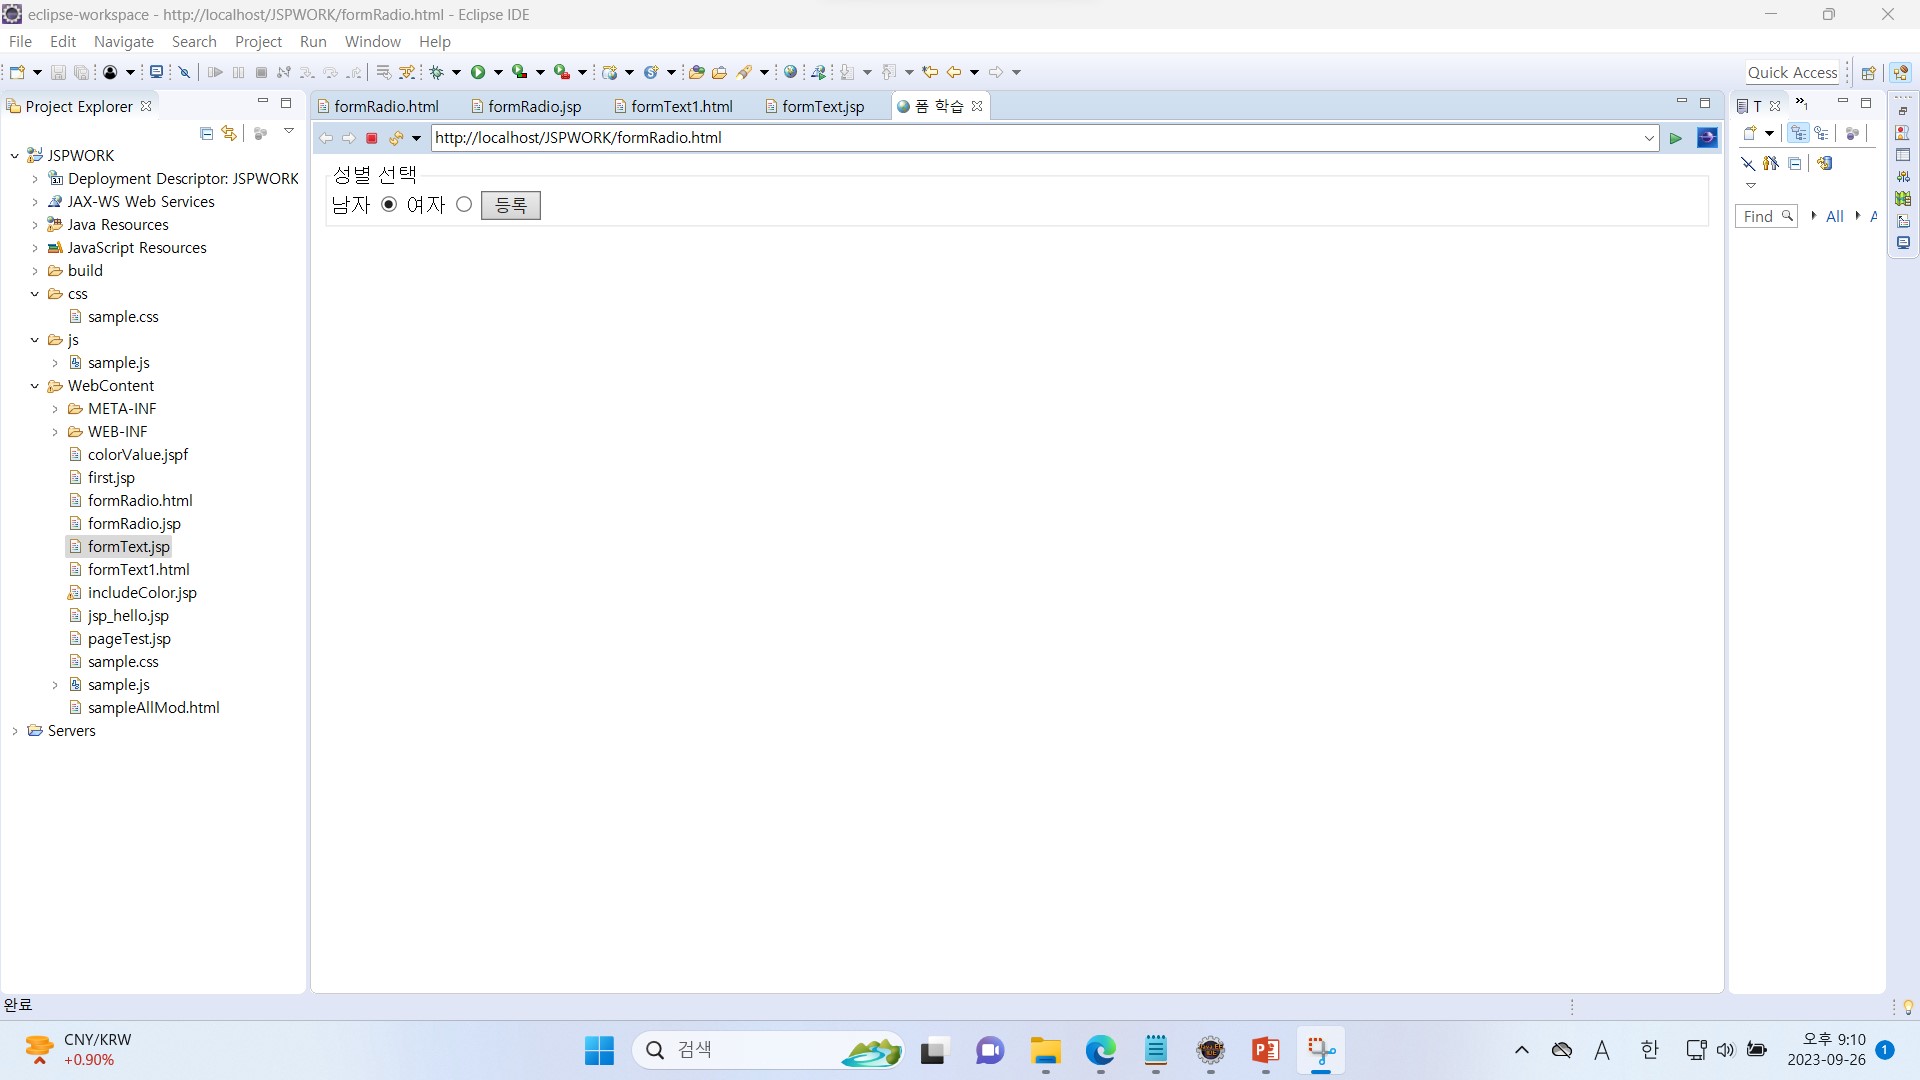 eclipse-workspace - http://localhost/JSPWORK/formRadio.html - Eclipse IDE
File Edit Navigate Search Project Run Window Help
Quick Access
Project Explorer
formRadio.html formRadio.jsp formText1.html formText.jsp 폼 학습
T
1
http://localhost/JSPWORK/formRadio.html
성별 선택
남자 여자 등록
JSPWORK
Deployment Descriptor: JSPWORK
JAX-WS Web Services
Java Resources
JavaScript Resources
build
css
sample.css
js
sample.js
WebContent
META-INF
WEB-INF
colorValue.jspf
first.jsp
formRadio.html
formRadio.jsp
formText.jsp
formText1.html
includeColor.jsp
jsp_hello.jsp
pageTest.jsp
sample.css
sample.js
sampleAllMod.html
Servers
Find All
완료
CNY/KRW
+0.90%
검색
A 한
오후 9:10
2023-09-26
1